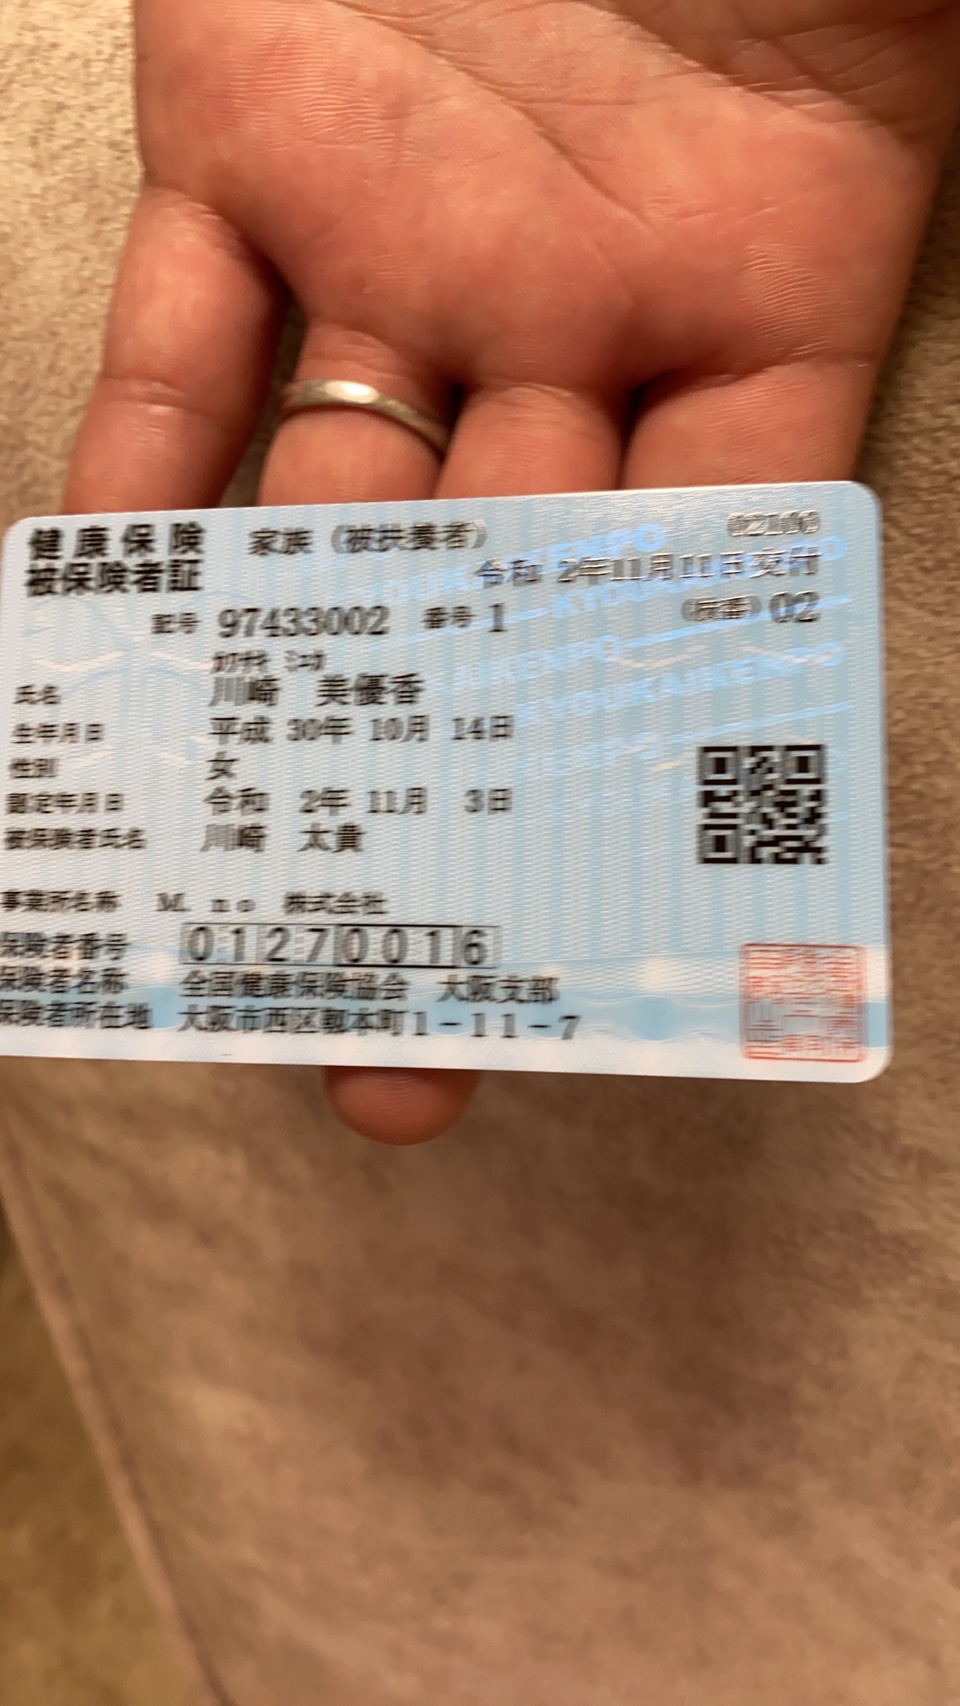 健康保険 家族（被扶養者） 02100
被保険者証 令和 2年11月11日交付
記号 97433002 番号 1 (枝番) 02
氏名 川崎 美優香
生年月日 平成 30年 10月 14日
性別 女
認定年月日 令和 2年 11月 3日
被保険者氏名 川崎 太貴
事業所名称 M. no 株式会社
保険者番号 01270016
保険者名称 全国健康保険協会 大阪支部
保険者所在地 大阪市西区靱本町1-11-7